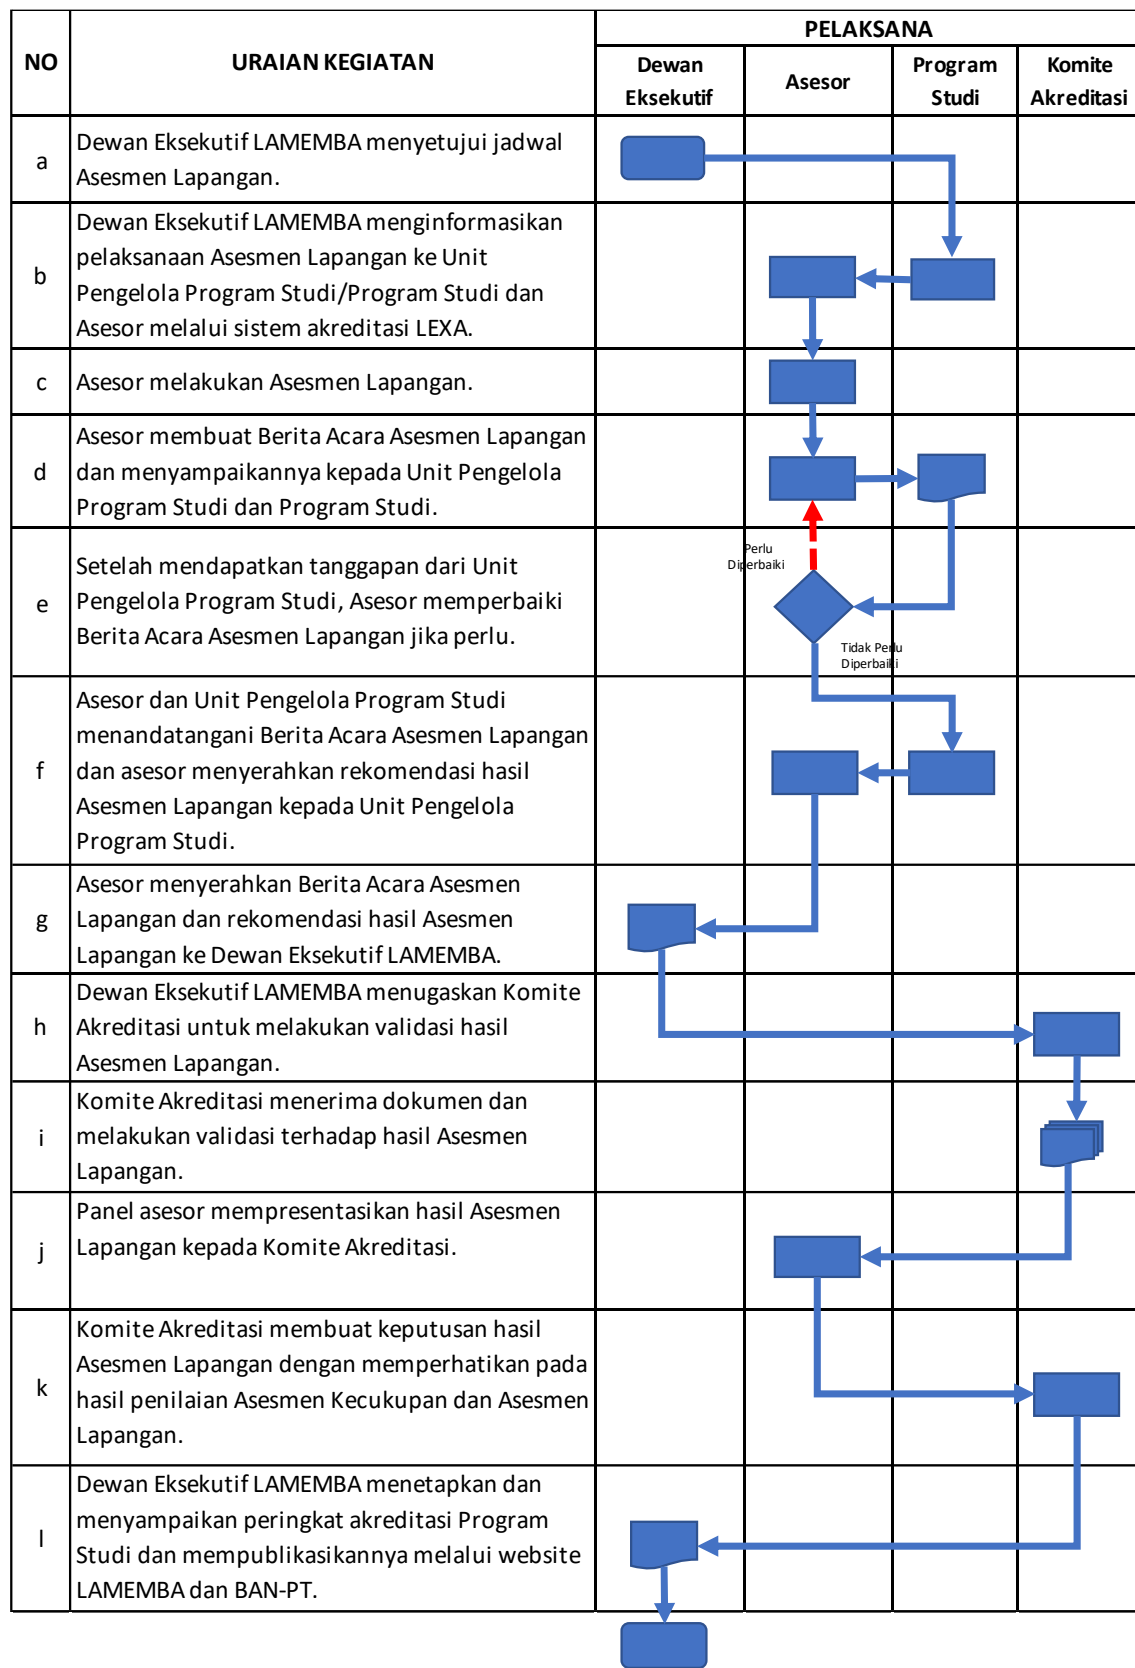 NO
URAIAN KEGIATAN
PELAKSANA
Dewan
Eksekutif
Asesor
Program
Studi
Komite
Akreditasi
a
Dewan Eksekutif LAMEMBA menyetujui jadwal
Asesmen Lapangan.
b
Dewan Eksekutif LAMEMBA menginformasikan
pelaksanaan Asesmen Lapangan ke Unit
Pengelola Program Studi/Program Studi dan
Asesor melalui sistem akreditasi LEXA.
c
Asesor melakukan Asesmen Lapangan.
d
Asesor membuat Berita Acara Asesmen Lapangan
dan menyampaikannya kepada Unit Pengelola
Program Studi dan Program Studi.
e
Setelah mendapatkan tanggapan dari Unit
Pengelola Program Studi, Asesor memperbaiki
Berita Acara Asesmen Lapangan jika perlu.
Perlu
Diperbaiki
Tidak Perlu
Diperbaiki
f
Asesor dan Unit Pengelola Program Studi
menandatangani Berita Acara Asesmen Lapangan
dan asesor menyerahkan rekomendasi hasil
Asesmen Lapangan kepada Unit Pengelola
Program Studi.
g
Asesor menyerahkan Berita Acara Asesmen
Lapangan dan rekomendasi hasil Asesmen
Lapangan ke Dewan Eksekutif LAMEMBA.
h
Dewan Eksekutif LAMEMBA menugaskan Komite
Akreditasi untuk melakukan validasi hasil
Asesmen Lapangan.
i
Komite Akreditasi menerima dokumen dan
melakukan validasi terhadap hasil Asesmen
Lapangan.
j
Panel asesor mempresentasikan hasil Asesmen
Lapangan kepada Komite Akreditasi.
k
Komite Akreditasi membuat keputusan hasil
Asesmen Lapangan dengan memperhatikan pada
hasil penilaian Asesmen Kecukupan dan Asesmen
Lapangan.
l
Dewan Eksekutif LAMEMBA menetapkan dan
menyampaikan peringkat akreditasi Program
Studi dan mempublikasikannya melalui website
LAMEMBA dan BAN-PT.